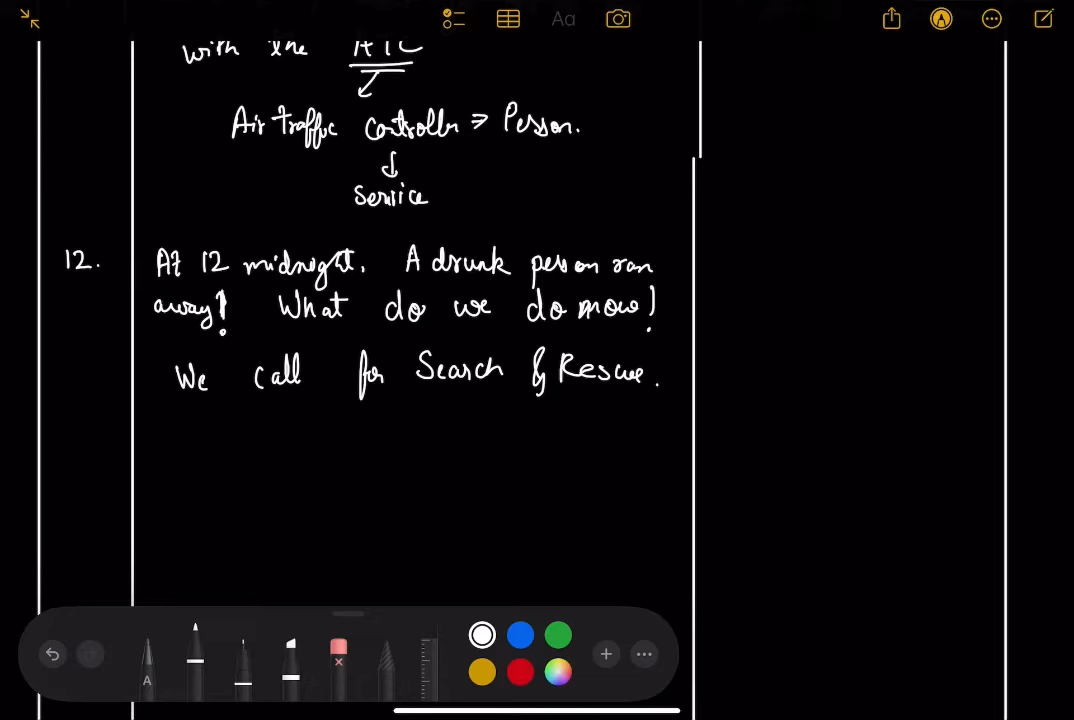 with the ATC
Air traffic controller ⇒ Person.
↓
Service
12. At 12 midnight. A drunk person ran
away! What do we do now!
We call for Search & Rescue.
Aa
A